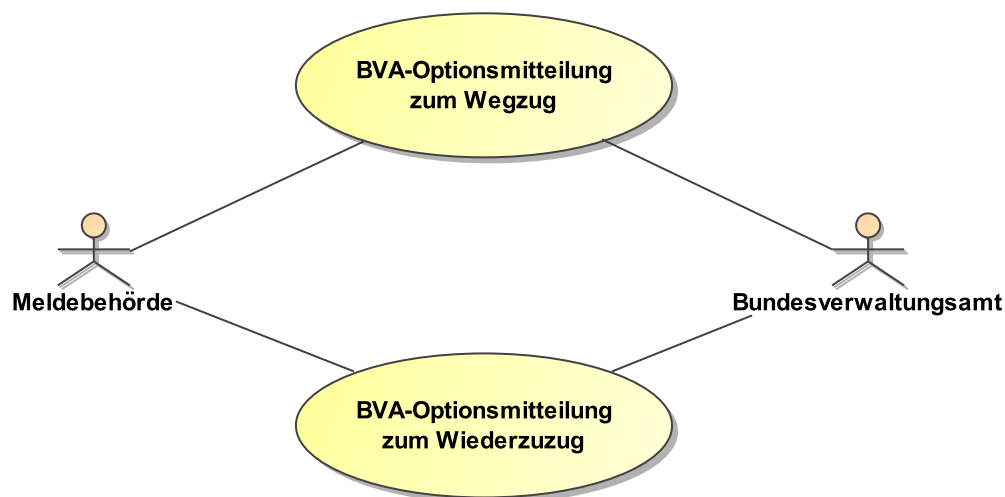 BVA-Optionsmitteilung
zum Wegzug
Meldebehörde
Bundesverwaltungsamt
BVA-Optionsmitteilung
zum Wiederzuzug